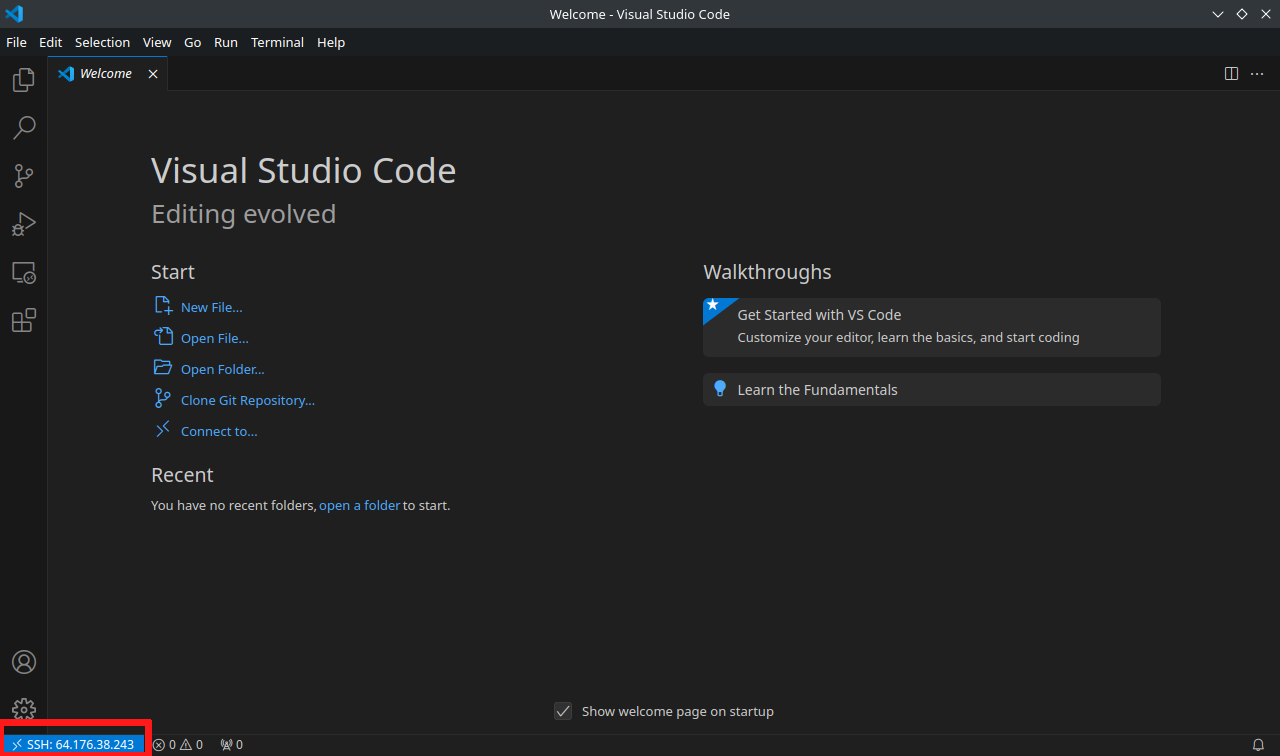 Welcome - Visual Studio Code
File Edit Selection View Go Run Terminal Help
Welcome
Visual Studio Code
Editing evolved
Start
New File...
Open File...
Open Folder...
Clone Git Repository...
Connect to...
Recent
You have no recent folders, open a folder to start.
Walkthroughs
Get Started with VS Code
Customize your editor, learn the basics, and start coding
Learn the Fundamentals
Show welcome page on startup
SSH: 64.176.38.243 0 0 0